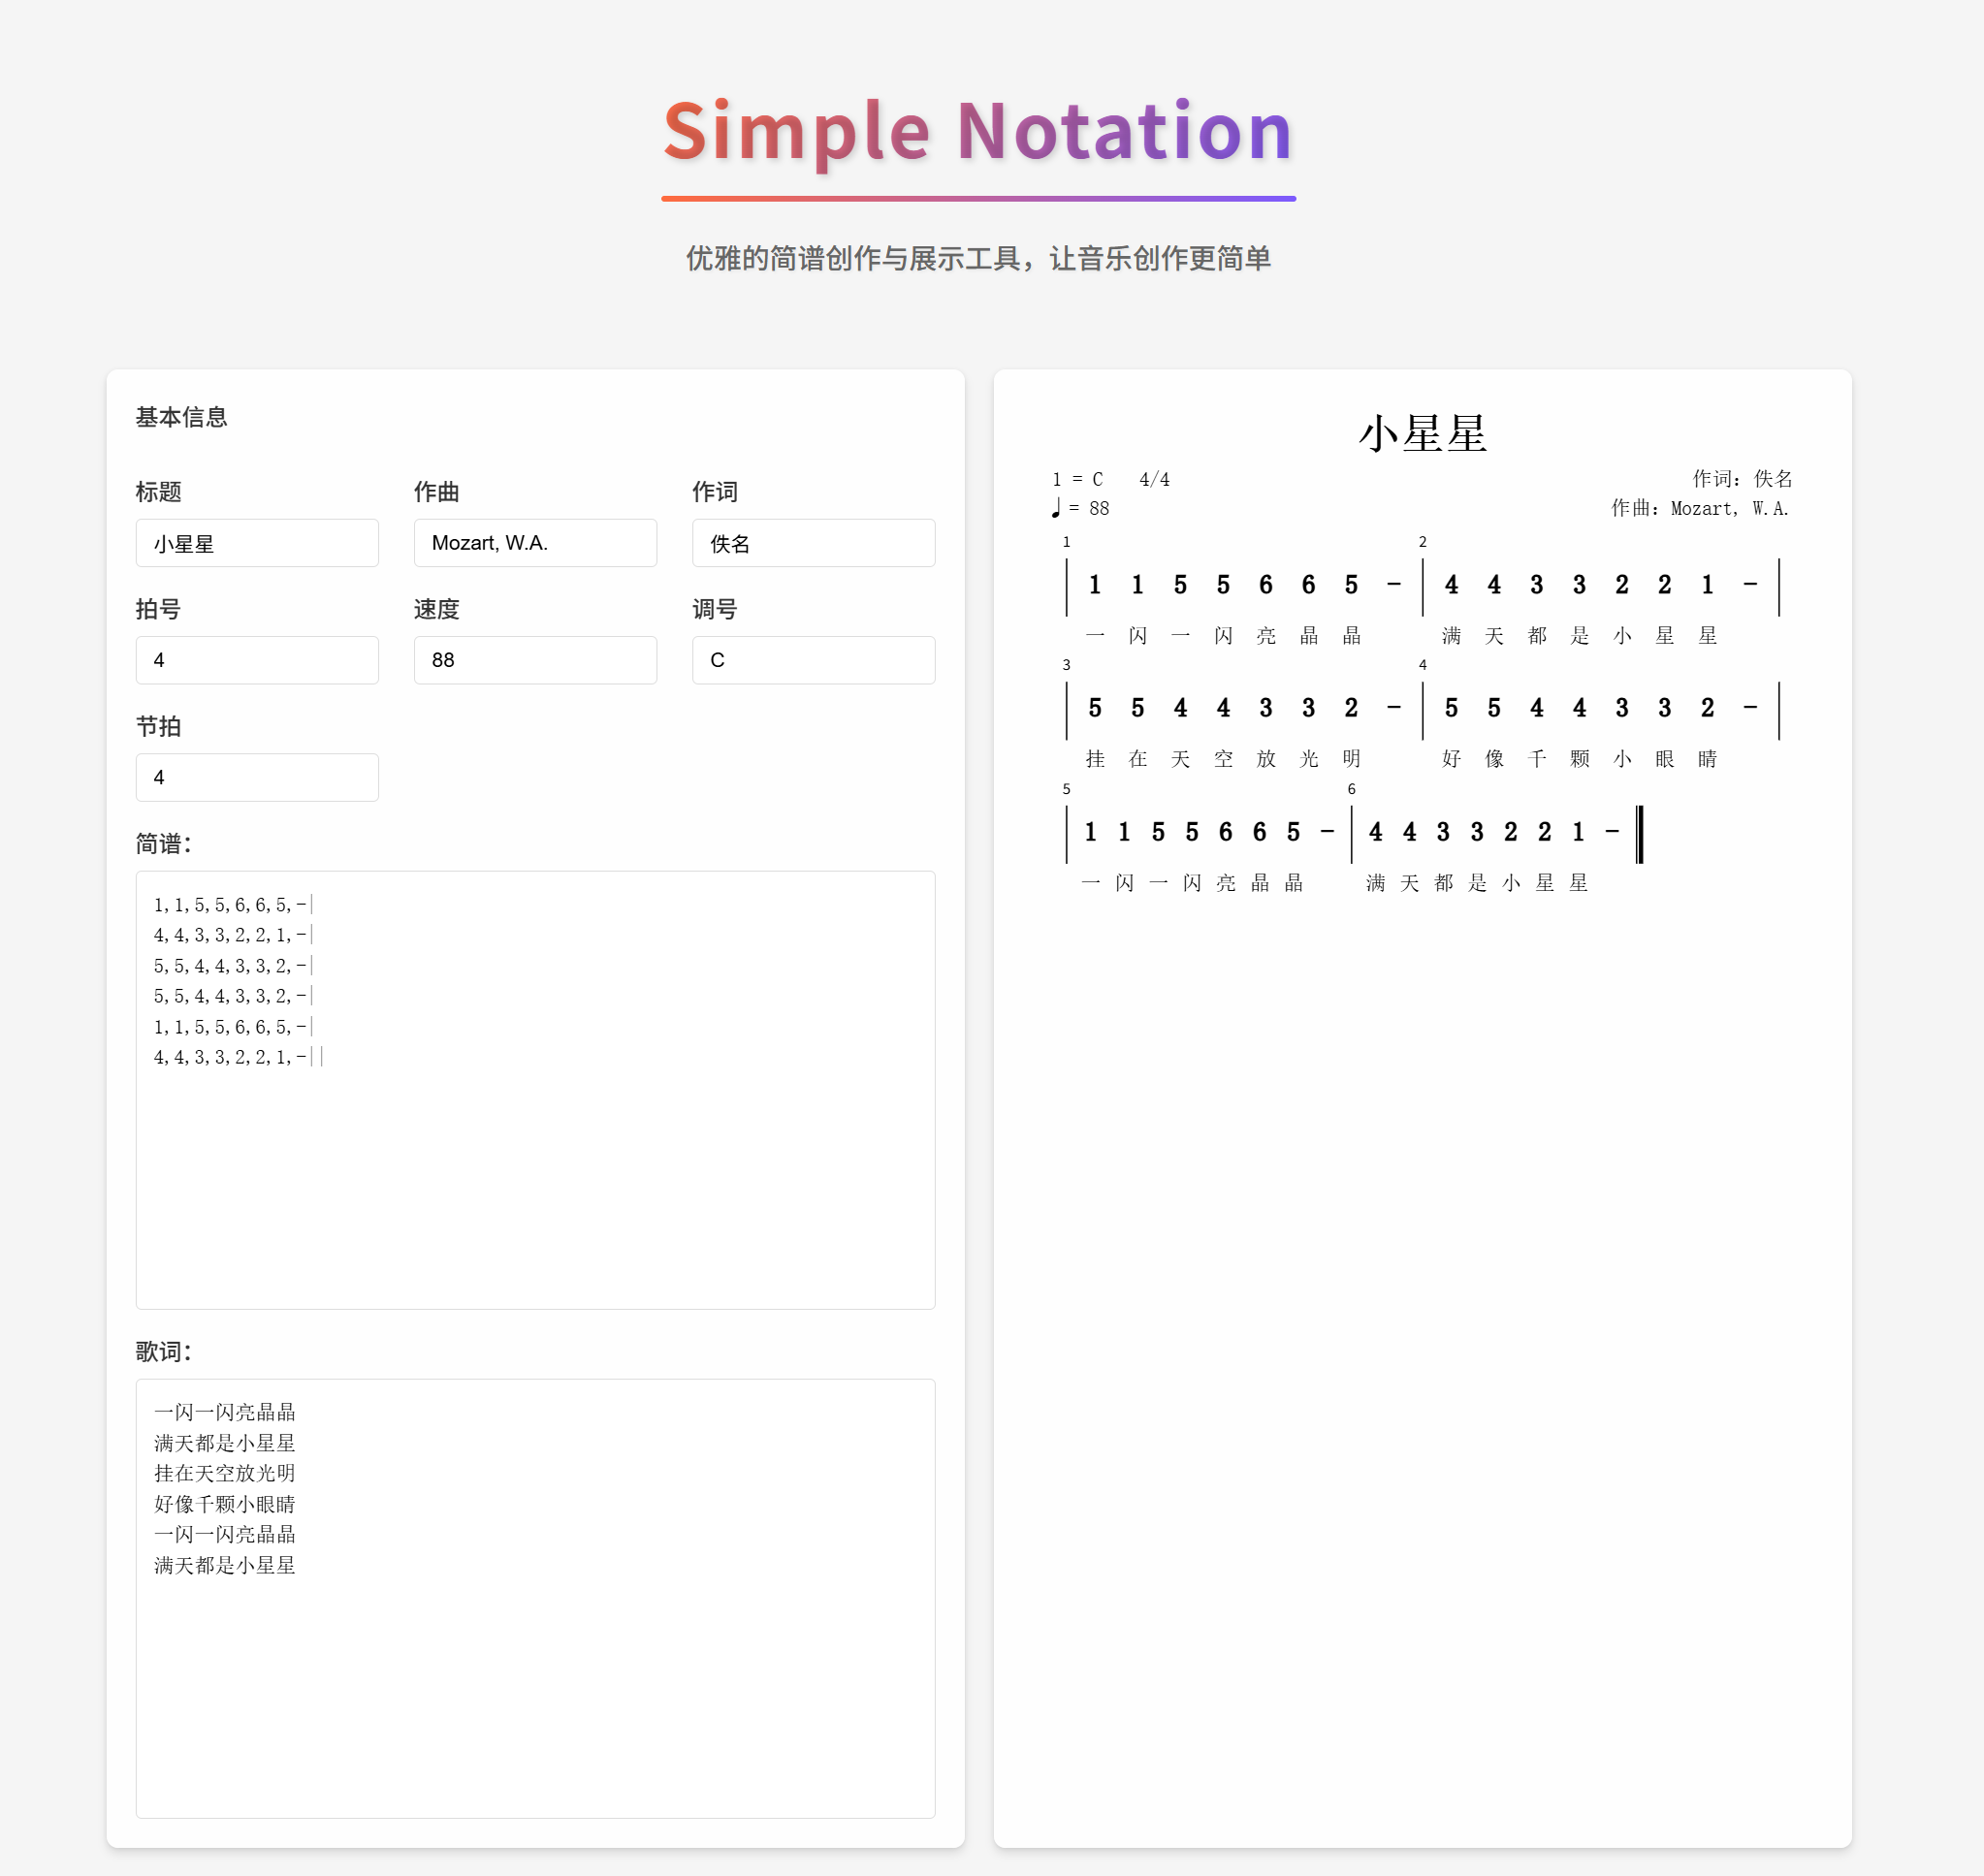 Simple Notation
优雅的简谱创作与展示工具，让音乐创作更简单
基本信息
标题 作曲 作词
小星星 Mozart, W.A. 佚名
拍号 速度 调号
4 88 C
节拍
4
简谱：
1,1,5,5,6,6,5,-|
4,4,3,3,2,2,1,-|
5,5,4,4,3,3,2,-|
5,5,4,4,3,3,2,-|
1,1,5,5,6,6,5,-|
4,4,3,3,2,2,1,-||
歌词：
一闪一闪亮晶晶
满天都是小星星
挂在天空放光明
好像千颗小眼睛
一闪一闪亮晶晶
满天都是小星星
小星星
1 = C 4/4 作词：佚名
♩= 88 作曲：Mozart, W.A.
1 2
| 1 1 5 5 6 6 5 - | 4 4 3 3 2 2 1 - |
一 闪 一 闪 亮 晶 晶 满 天 都 是 小 星 星
3 4
| 5 5 4 4 3 3 2 - | 5 5 4 4 3 3 2 - |
挂 在 天 空 放 光 明 好 像 千 颗 小 眼 睛
5 6
| 1 1 5 5 6 6 5 - | 4 4 3 3 2 2 1 - ||
一 闪 一 闪 亮 晶 晶 满 天 都 是 小 星 星